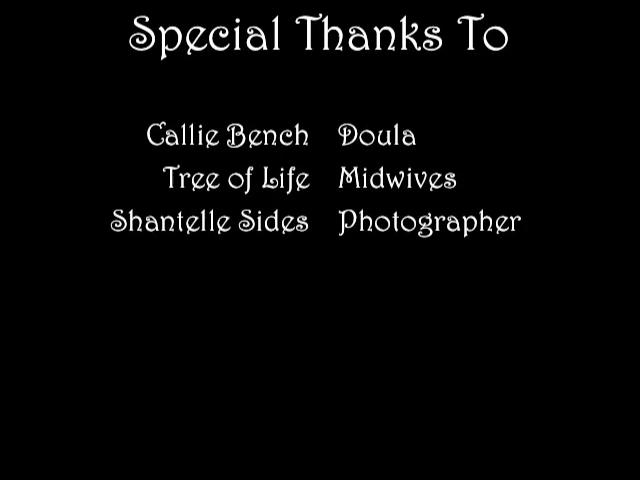 Special Thanks To
Callie Bench Doula
Tree of Life Midwives
Shantelle Sides Photographer